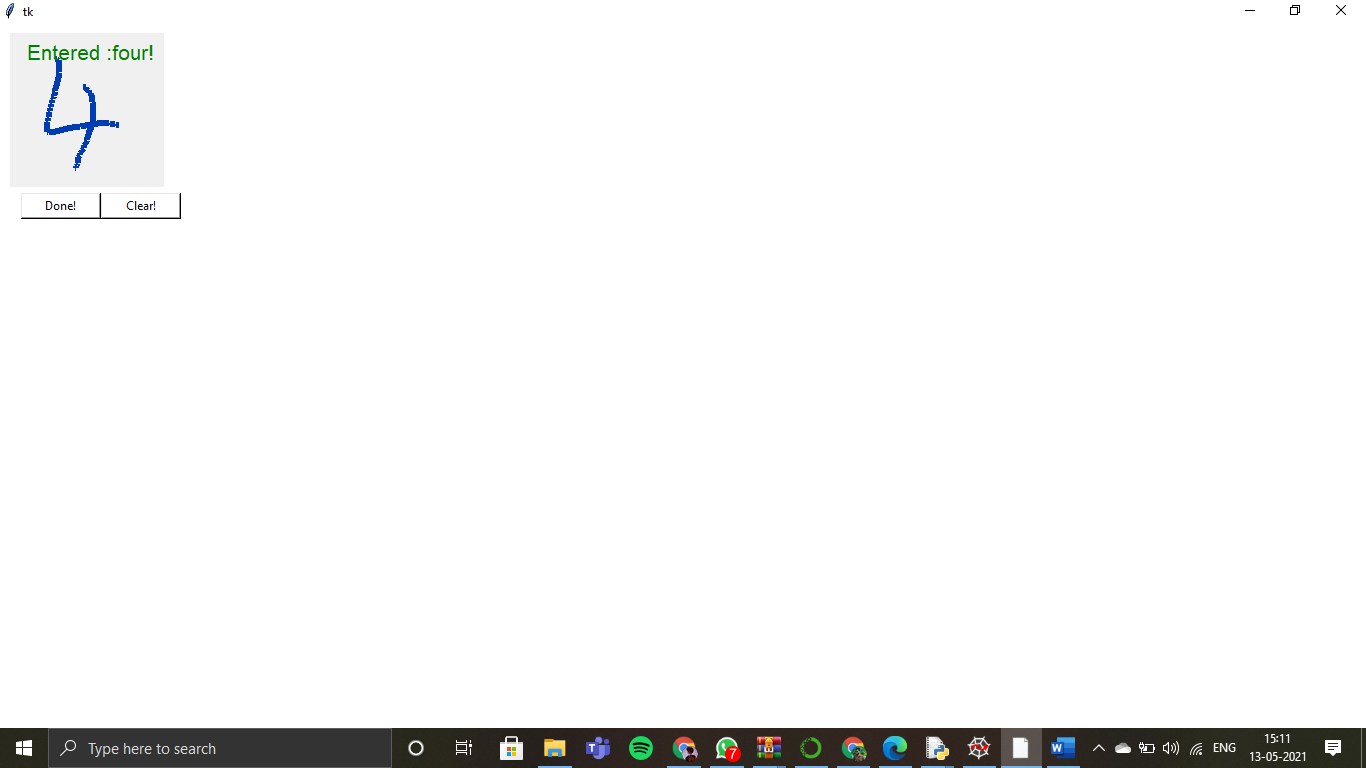 tk
Entered :four!
4
Done! Clear!
Type here to search
7
ENG
15:11
13-05-2021